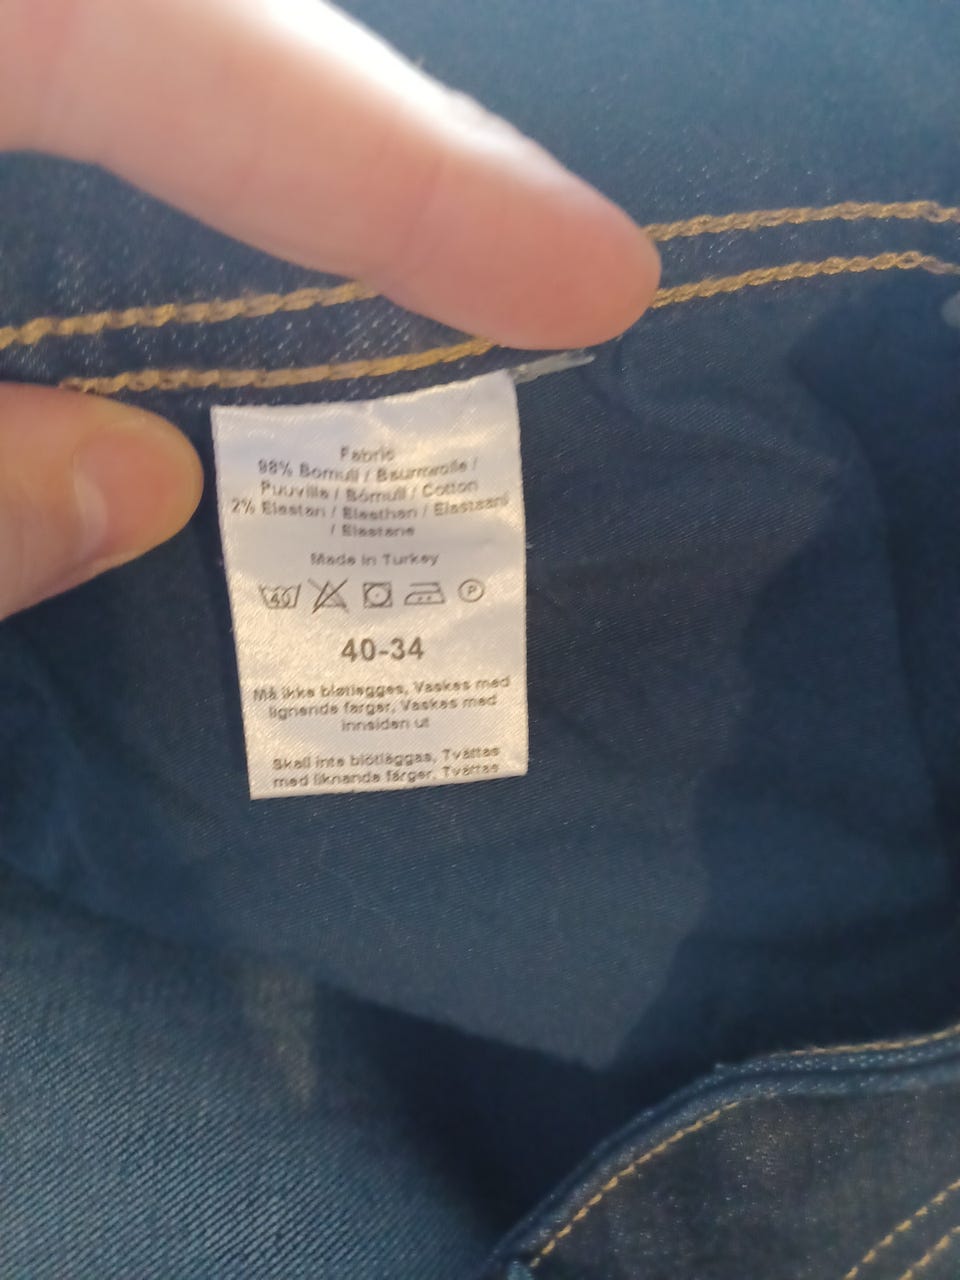 Fabric
98% Bomull / Baumwolle /
Puuvilla / Bómull / Cotton
2% Elastan / Elasthan / Elastaani
/ Elastane
Made in Turkey
40 P
40-34
Må ikke bløtlegges, Vaskes med
lignende farger, Vaskes med
innsiden ut
Skall inte blötläggas, Tvättas
med liknande färger, Tvättas